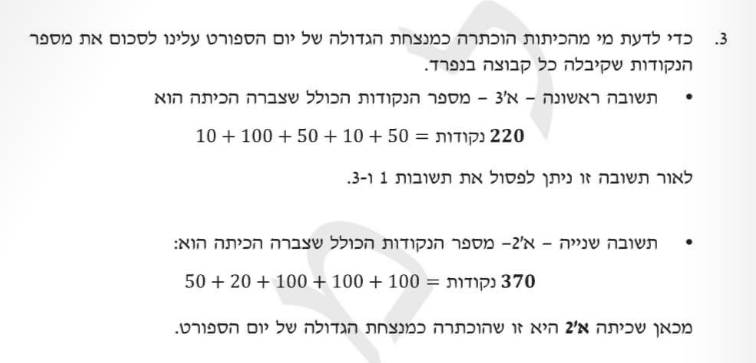 3. כדי לדעת מי מהכיתות הוכתרה כמנצחת הגדולה של יום הספורט עלינו לסכום את מספר
הנקודות שקיבלה כל קבוצה בנפרד.
• תשובה ראשונה – א'3 – מספר הנקודות הכולל שצברה הכיתה הוא
10 + 100 + 50 + 10 + 50 = נקודות 220
לאור תשובה זו ניתן לפסול את תשובות 1 ו-3.
• תשובה שנייה – א'2– מספר הנקודות הכולל שצברה הכיתה הוא:
50 + 20 + 100 + 100 + 100 = נקודות 370
מכאן שכיתה א'2 היא זו שהוכתרה כמנצחת הגדולה של יום הספורט.